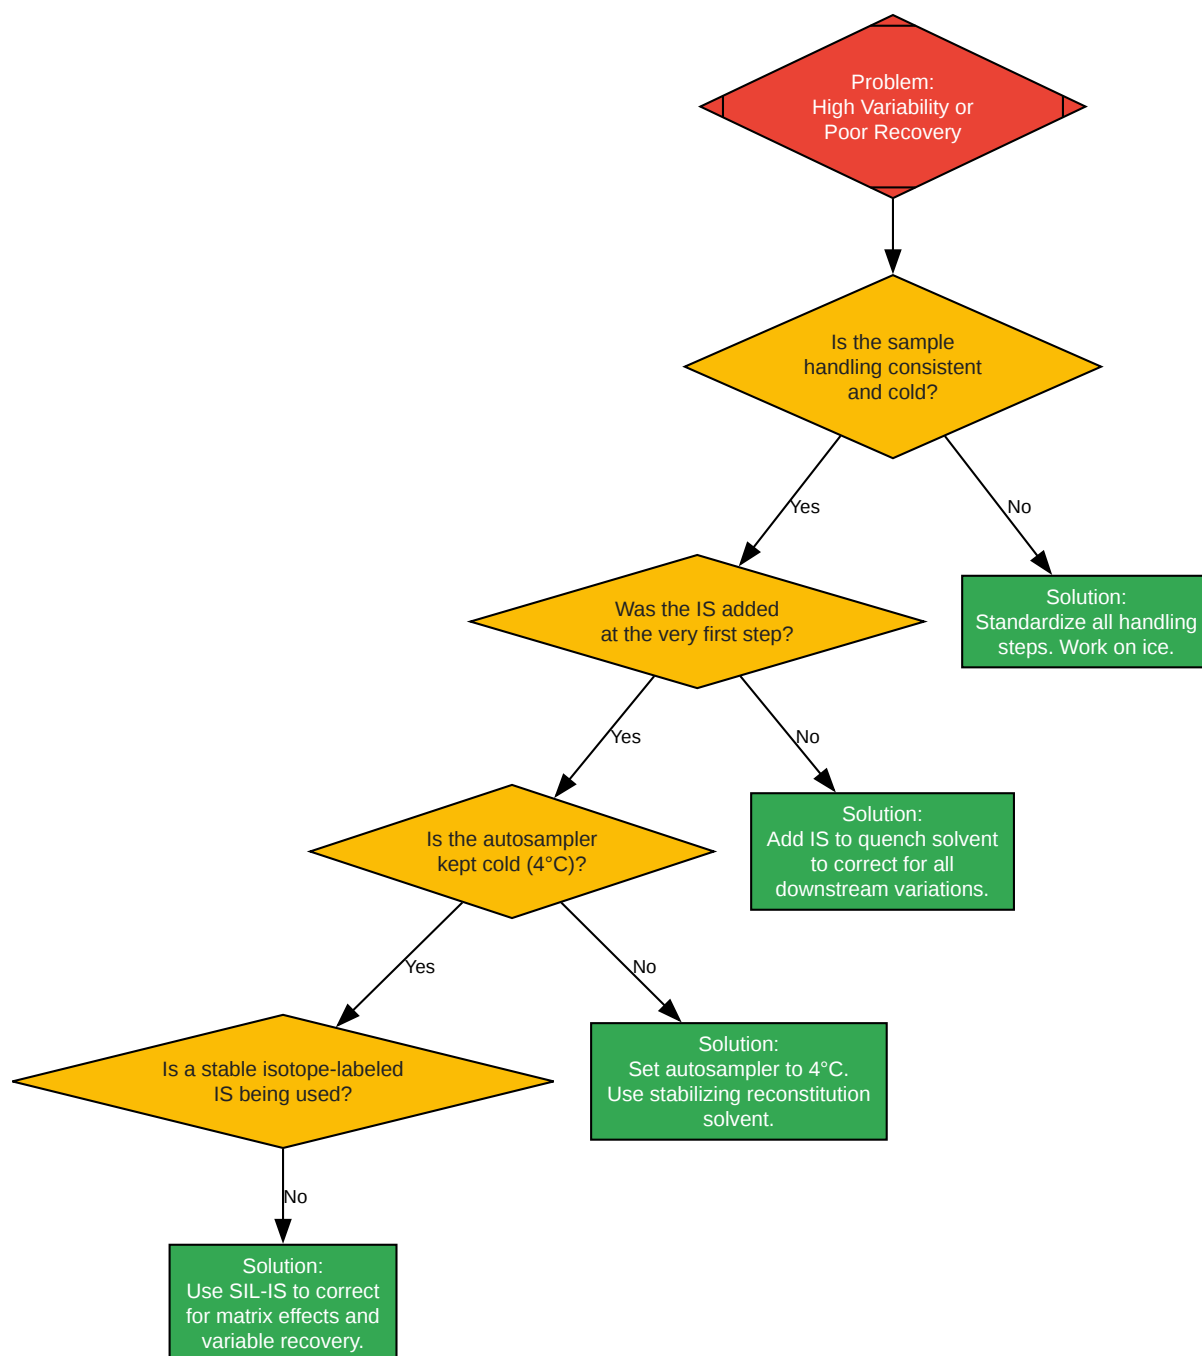 Problem:
High Variability or
Poor Recovery
Is the sample
handling consistent
and cold?
Yes
No
Was the IS added
at the very first step?
Solution:
Standardize all handling
steps. Work on ice.
Yes
No
Is the autosampler
kept cold (4°C)?
Solution:
Add IS to quench solvent
to correct for all
downstream variations.
Yes
No
Is a stable isotope-labeled
IS being used?
Solution:
Set autosampler to 4°C.
Use stabilizing reconstitution
solvent.
No
Solution:
Use SIL-IS to correct
for matrix effects and
variable recovery.